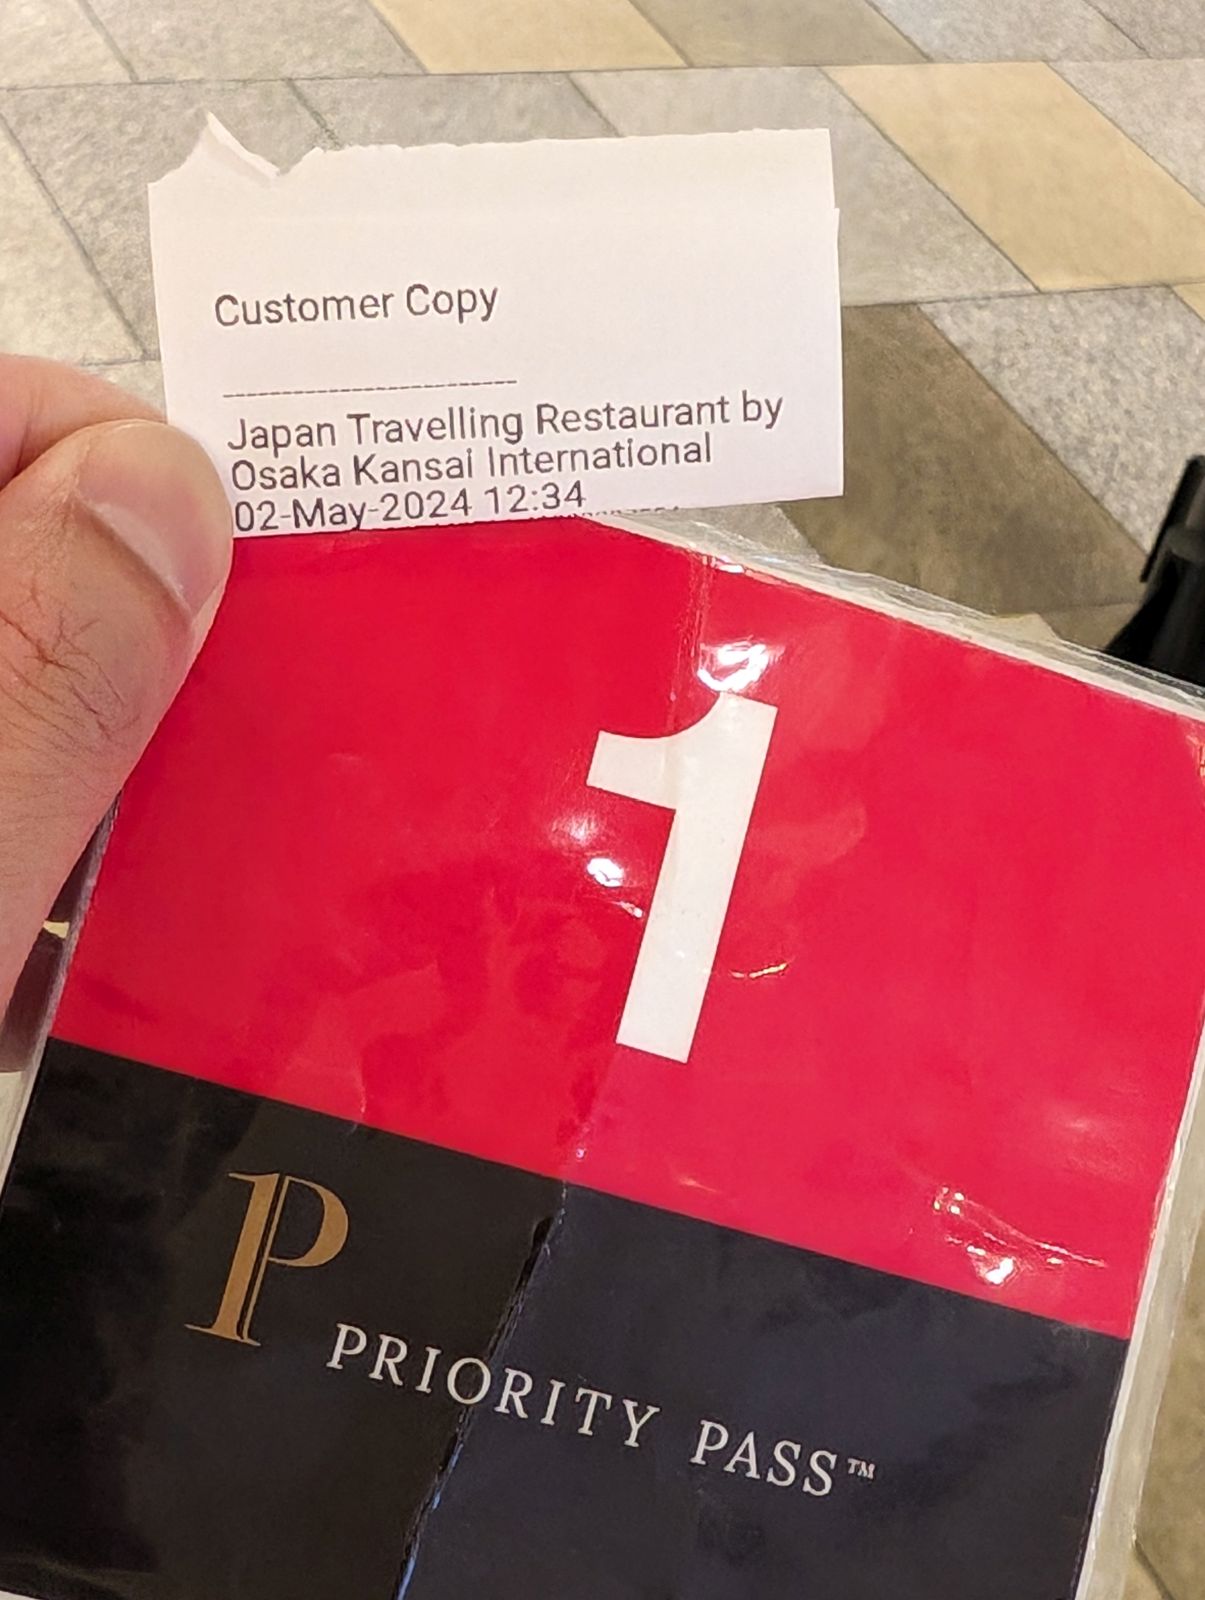 Customer Copy
Japan Travelling Restaurant by
Osaka Kansai International
02-May-2024 12:34
1
P
PRIORITY PASS™